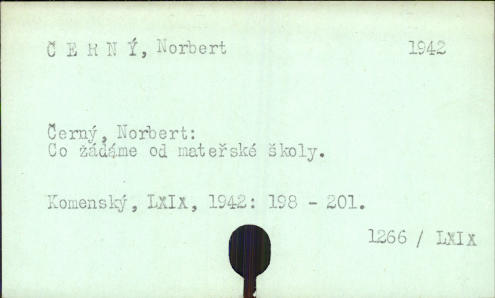 Č E R N Ý, Norbert 1942
Černý, Norbert:
Co žádáme od mateřské školy.
Komenský, LXIX, 1942: 198 - 201.
1266 / LXIX